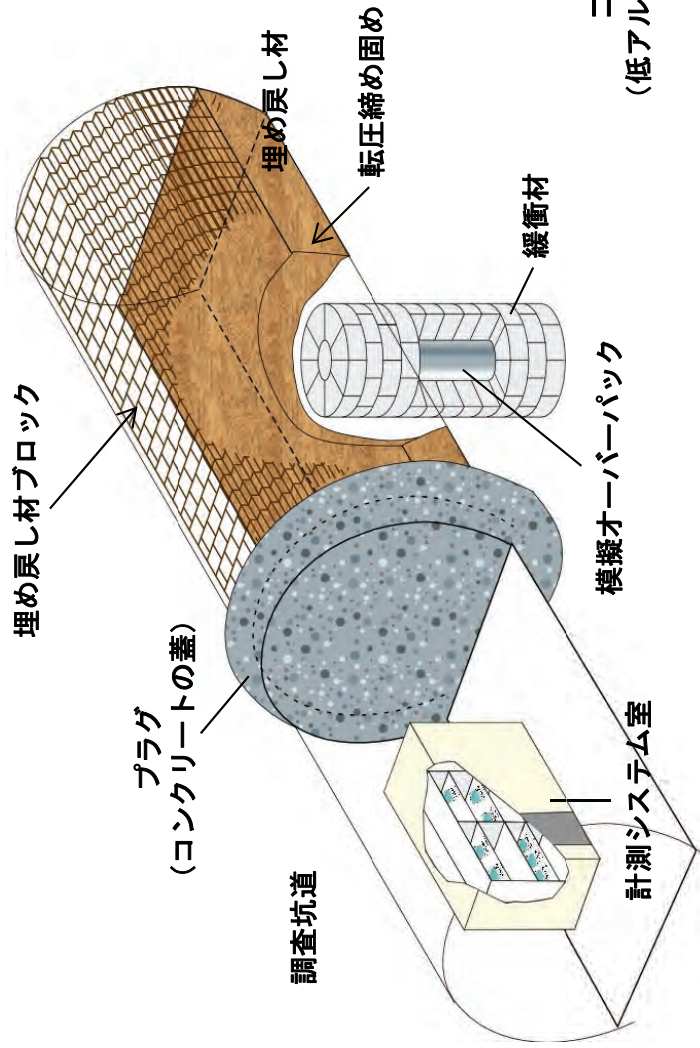 埋め戻し材ブロック
プラグ
（コンクリートの蓋）
埋め戻し材
調査坑道
転圧締め固め
緩衝材
模擬オーバーパック
計測システム室
（低アル